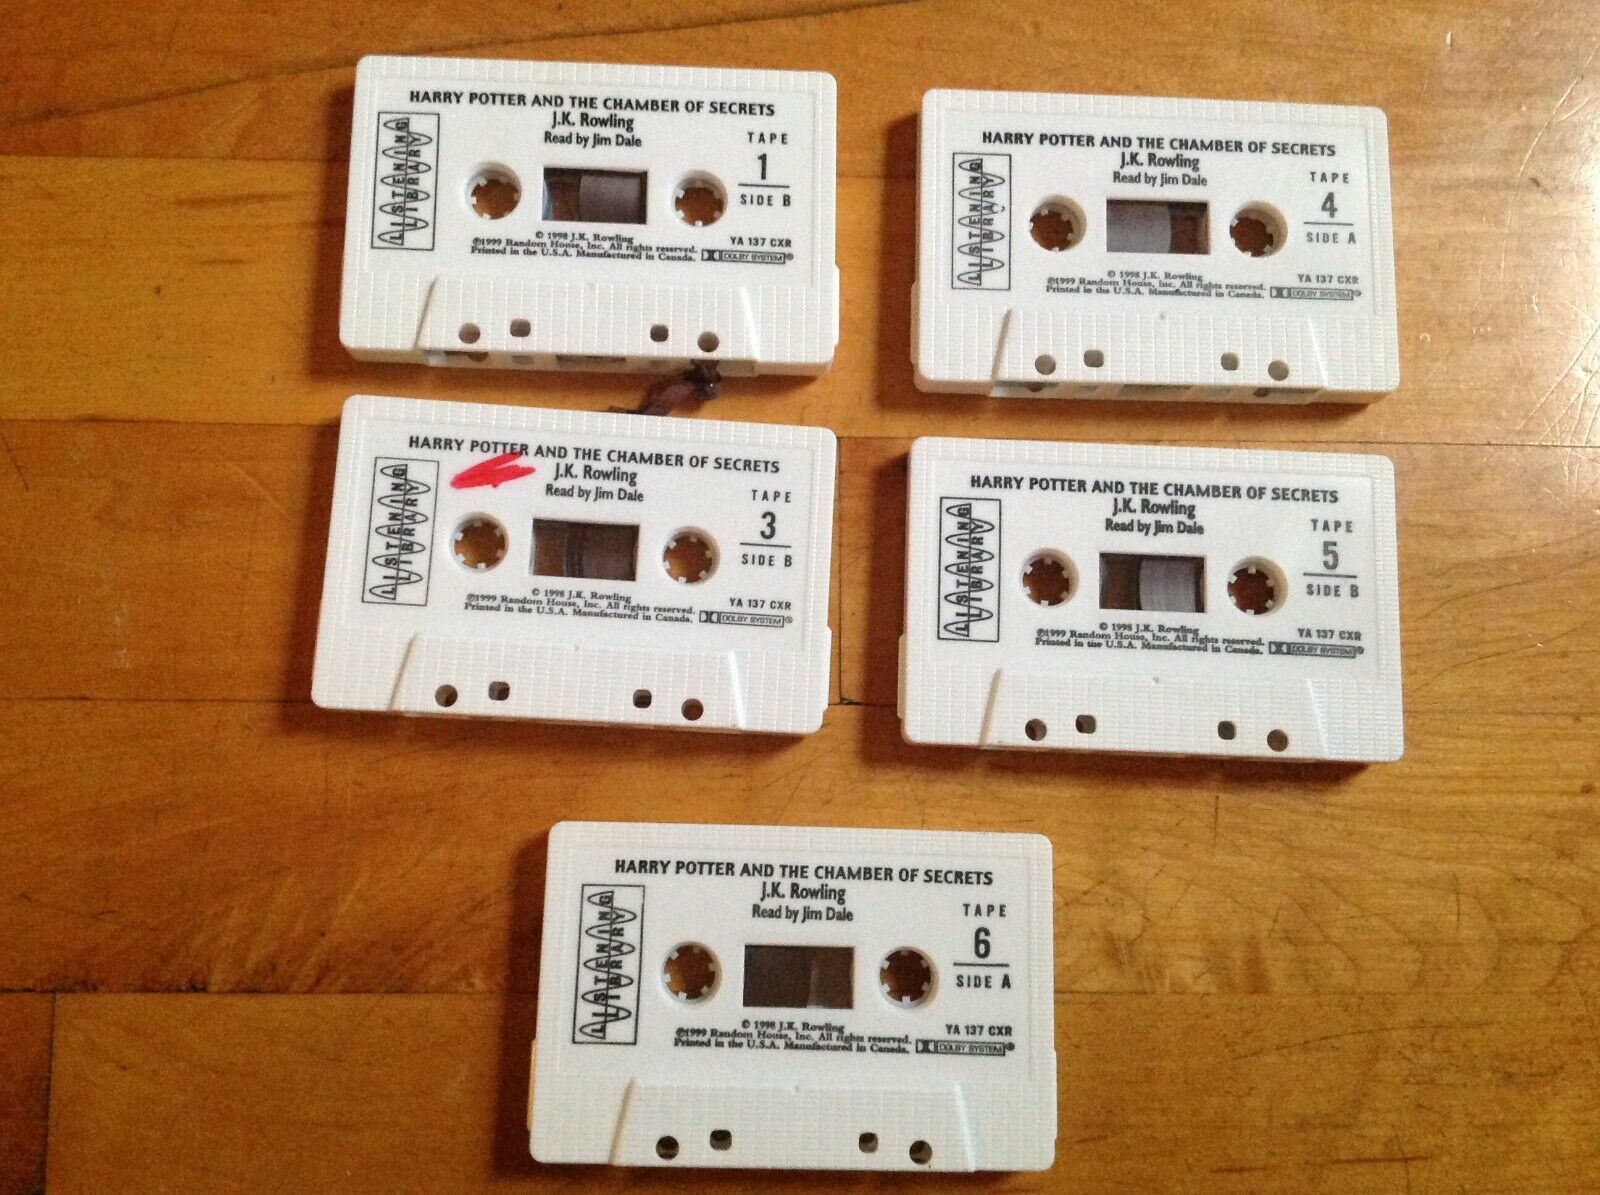 HARRY POTTER AND THE CHAMBER OF SECRETS
J.K. Rowling
Read by Jim Dale
LISTENING
LIBRARY
TAPE
1
SIDE B
© 1998 J.K. Rowling
℗1999 Random House, Inc. All rights reserved.
Printed in the U.S.A. Manufactured in Canada.
YA 137 CXR
DOLBY SYSTEM®
HARRY POTTER AND THE CHAMBER OF SECRETS
J.K. Rowling
Read by Jim Dale
LISTENING
LIBRARY
TAPE
4
SIDE A
© 1998 J.K. Rowling
℗1999 Random House, Inc. All rights reserved.
Printed in the U.S.A. Manufactured in Canada.
YA 137 CXR
DOLBY SYSTEM®
HARRY POTTER AND THE CHAMBER OF SECRETS
J.K. Rowling
Read by Jim Dale
LISTENING
LIBRARY
TAPE
3
SIDE B
© 1998 J.K. Rowling
℗1999 Random House, Inc. All rights reserved.
Printed in the U.S.A. Manufactured in Canada.
YA 137 CXR
DOLBY SYSTEM®
HARRY POTTER AND THE CHAMBER OF SECRETS
J.K. Rowling
Read by Jim Dale
LISTENING
LIBRARY
TAPE
5
SIDE B
© 1998 J.K. Rowling
℗1999 Random House, Inc. All rights reserved.
Printed in the U.S.A. Manufactured in Canada.
YA 137 CXR
DOLBY SYSTEM®
HARRY POTTER AND THE CHAMBER OF SECRETS
J.K. Rowling
Read by Jim Dale
LISTENING
LIBRARY
TAPE
6
SIDE A
© 1998 J.K. Rowling
℗1999 Random House, Inc. All rights reserved.
Printed in the U.S.A. Manufactured in Canada.
YA 137 CXR
DOLBY SYSTEM®